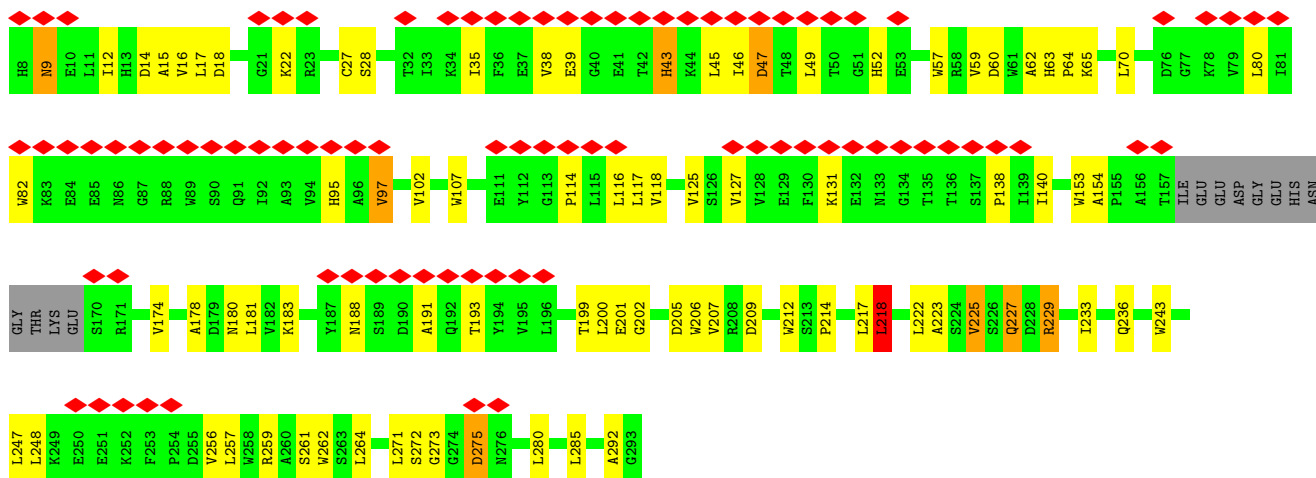 H8 N9 E10 L11 I12 H13 D14 A15 V16 L17 D18 G21 K22 R23 C27 S28 T32 I33 K34 I35 F36 E37 V38 E39 G40 E41 T42 H43 K44 L45 I46 D47 T48 L49 T50 G51 H52 E53 W57 R58 V59 D60 W61 A62 H63 P64 K65 L70 D76 G77 K78 V79 L80 I81
W82 K83 E84 E85 N86 G87 R88 W89 S90 Q91 I92 A93 V94 H95 A96 V97 V102 W107 E111 Y112 G113 P114 L115 L116 L117 V118 V125 S126 V127 V128 E129 F130 K131 E132 N133 G134 T135 T136 S137 P138 I139 I140 W153 A154 P155 A156 T157 ILE GLU GLU ASP GLY GLU HIS ASN
GLY THR LYS GLU S170 R171 V174 A178 D179 N180 L181 V182 K183 Y187 N188 S189 D190 A191 Q192 T193 Y194 V195 L196 T199 L200 E201 G202 D205 W206 V207 R208 D209 W212 S213 P214 L217 L218 L222 A223 S224 V225 S226 Q227 D228 R229 I233 Q236 W243
L247 L248 K249 E250 E251 K252 F253 P254 D255 V256 L257 W258 R259 A260 S261 W262 S263 L264 L271 S272 G273 G274 D275 N276 L280 L285 A292 G293